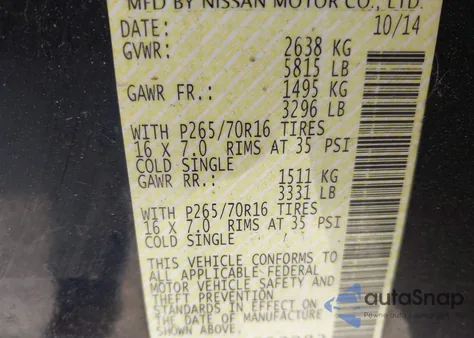 MFD BY NISSAN MOTOR CO., LTD.
DATE: 10/14
GVWR: 2638 KG
5815 LB
GAWR FR.: 1495 KG
3296 LB
WITH P265/70R16 TIRES
16 X 7.0 RIMS AT 35 PSI
COLD SINGLE
GAWR RR.: 1511 KG
3331 LB
WITH P265/70R16 TIRES
16 X 7.0 RIMS AT 35 PSI
COLD SINGLE
THIS VEHICLE CONFORMS TO
ALL APPLICABLE FEDERAL
MOTOR VEHICLE SAFETY AND
THEFT PREVENTION
STANDARDS IN EFFECT ON
THE DATE OF MANUFACTURE
SHOWN ABOVE.
autoSnap